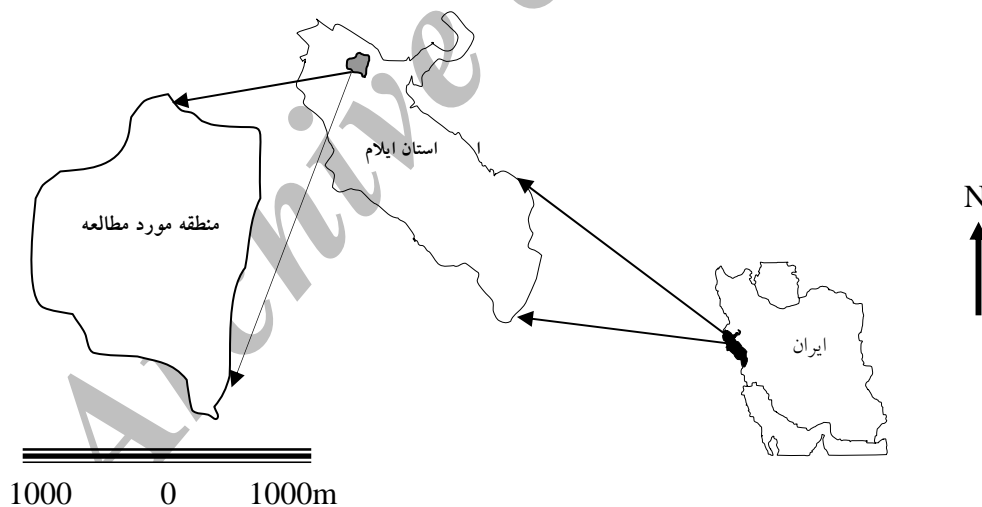 Archive
استان ایلام
ا
منطقه مورد مطالعه
N
ایران
1000 0 1000m